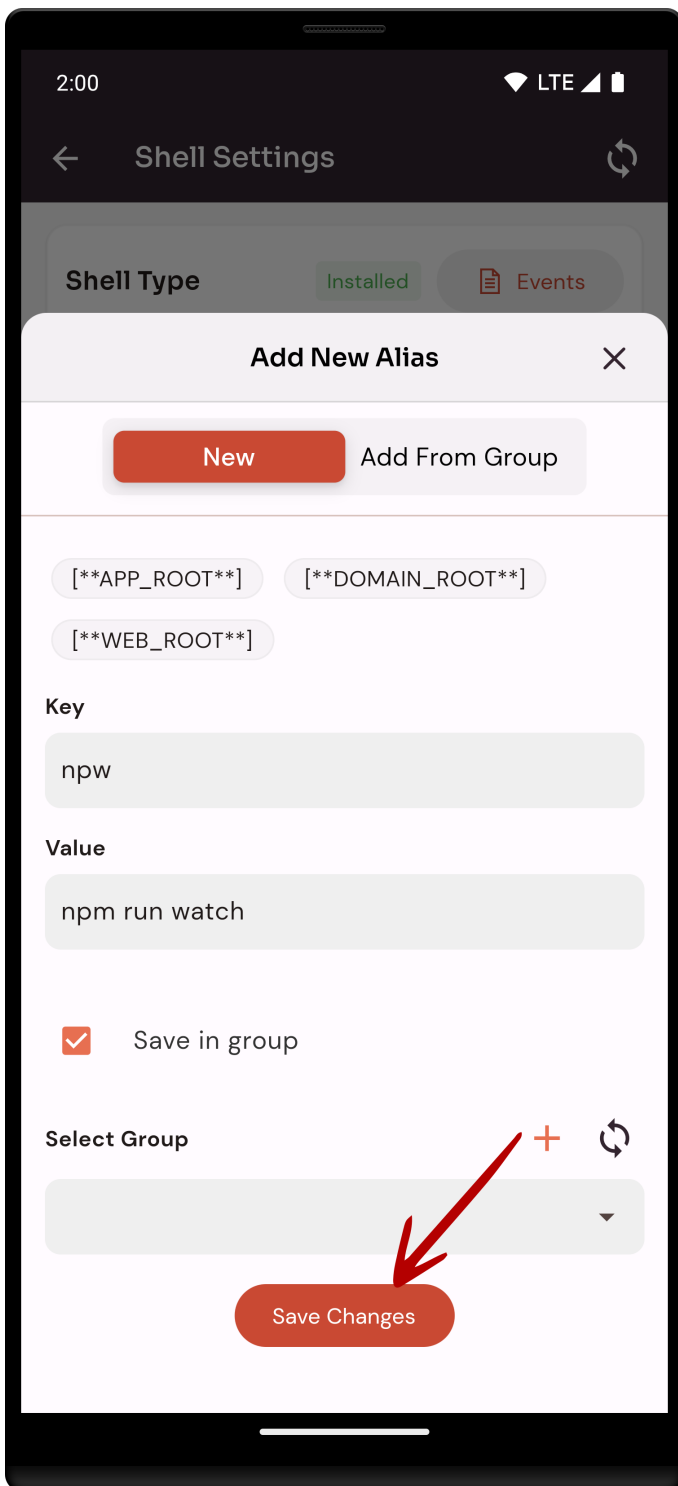 2:00 LTE
Shell Settings
Shell Type Installed Events
Add New Alias
New Add From Group
[**APP_ROOT**] [**DOMAIN_ROOT**]
[**WEB_ROOT**]
Key
npw
Value
npm run watch
Save in group
Select Group
Save Changes